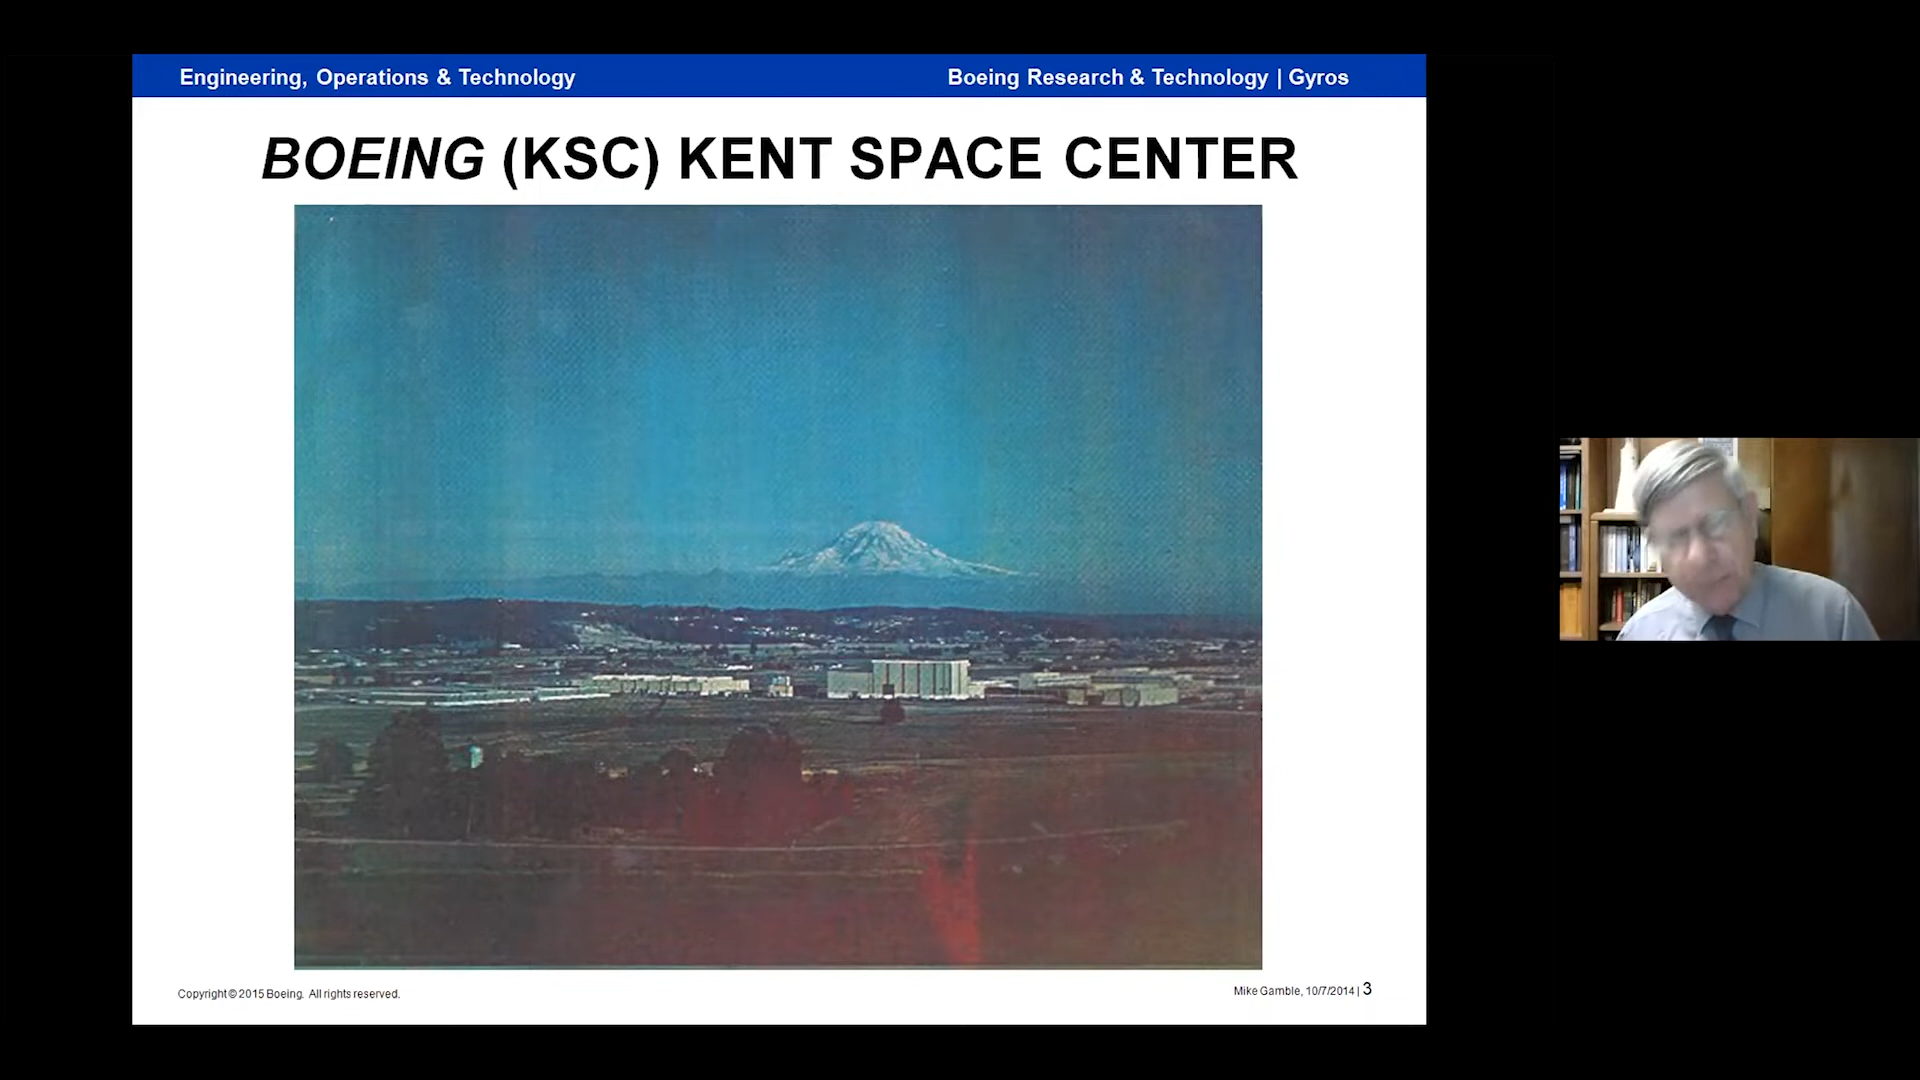 Engineering, Operations & Technology
Boeing Research & Technology | Gyros
BOEING (KSC) KENT SPACE CENTER
Copyright © 2015 Boeing. All rights reserved.
Mike Gamble, 10/7/2014 | 3